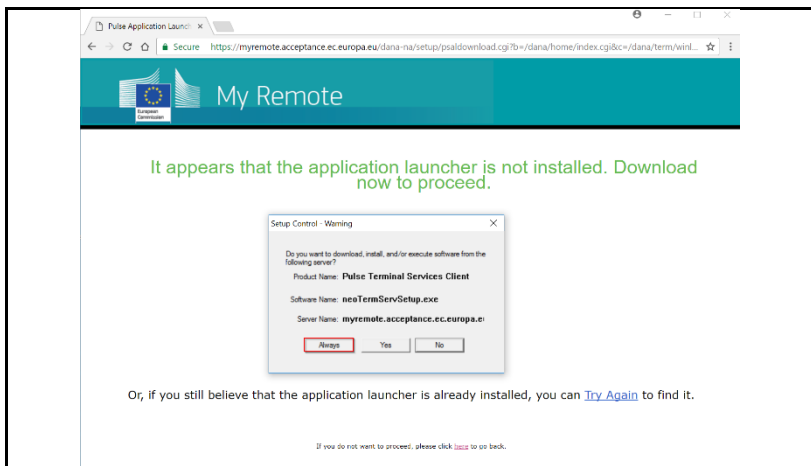 Pulse Application Launch
Secure https://myremote.acceptance.ec.europa.eu/dana-na/setup/psaldownload.cgi?b=/dana/home/index.cgi&c=/dana/term/winl...
European
Commission
My Remote
It appears that the application launcher is not installed. Download
now to proceed.
Setup Control - Warning
Do you want to download, install, and/or execute software from the
following server?
Product Name: Pulse Terminal Services Client
Software Name: neoTermServSetup.exe
Server Name: myremote.acceptance.ec.europa.e
Always Yes No
Or, if you still believe that the application launcher is already installed, you can Try Again to find it.
If you do not want to proceed, please click here to go back.